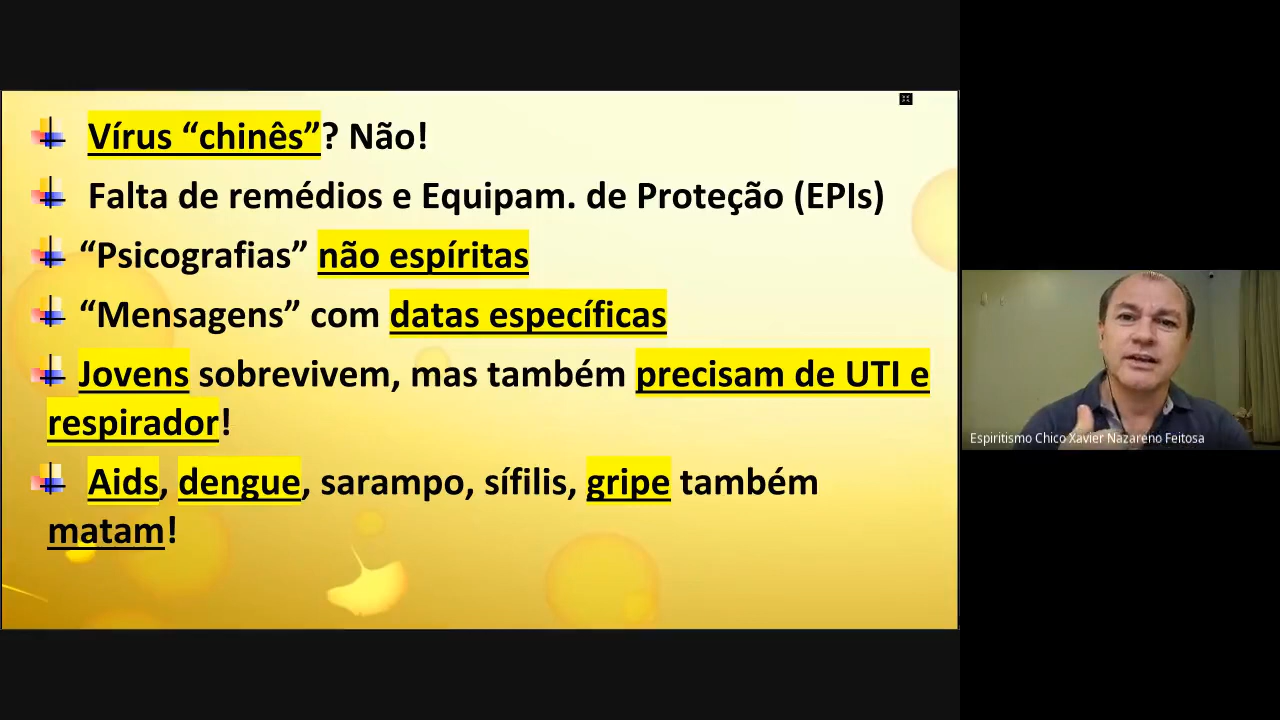 Vírus “chinês”? Não!
Falta de remédios e Equipam. de Proteção (EPIs)
“Psicografias” não espíritas
“Mensagens” com datas específicas
Jovens sobrevivem, mas também precisam de UTI e
respirador!
Aids, dengue, sarampo, sífilis, gripe também
matam!
Espiritismo Chico Xavier Nazareno Feitosa